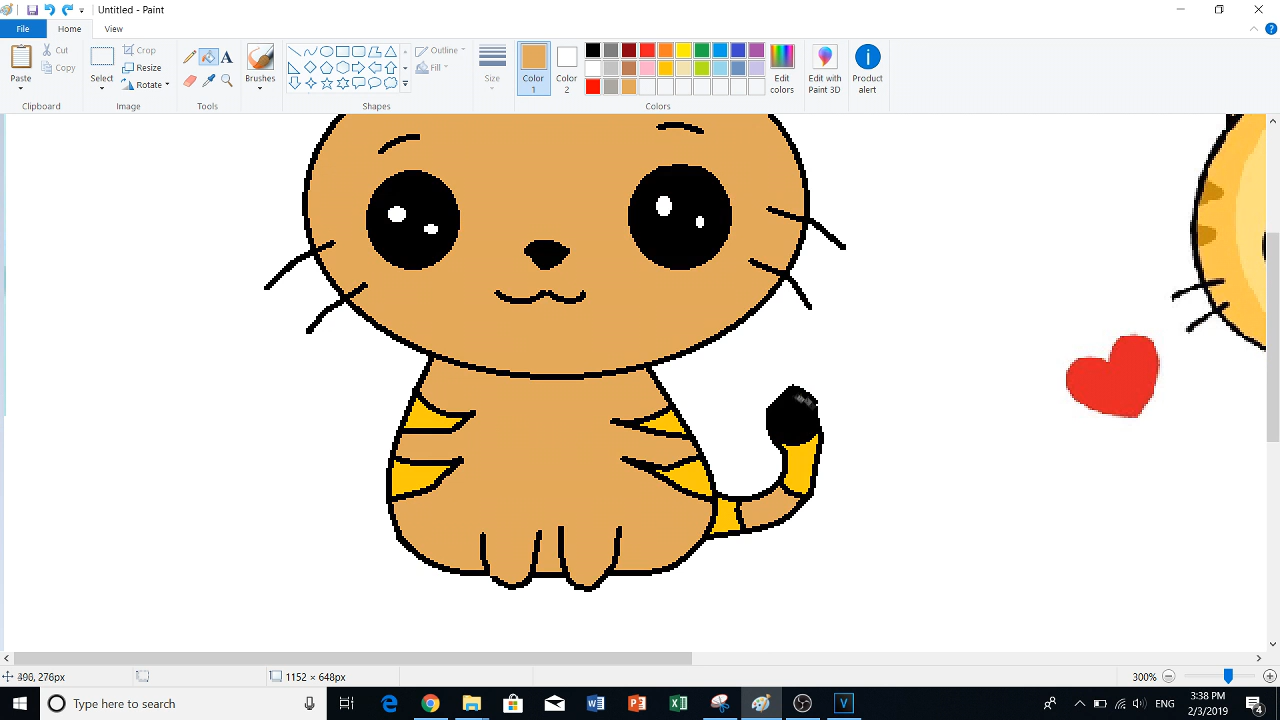 Untitled - Paint
File
Home
View
Paste
Cut
Copy
Clipboard
Select
Crop
Resize
Rotate
Image
A
Tools
Brushes
Shapes
Outline
Fill
Size
Color
1
Color
2
Edit
colors
Colors
Edit with
Paint 3D
Product
alert
276px
1152 × 648px
300%
Type here to search
ENG
3:38 PM
2/3/2019
4